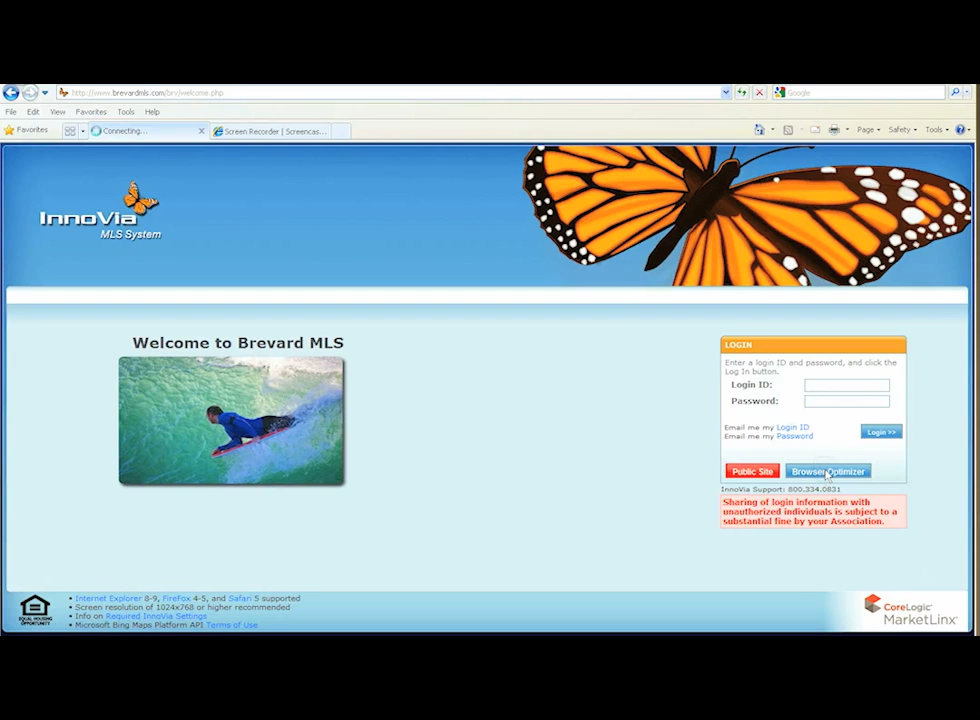 http://www.brevardmls.com/brv/welcome.php
Google
File Edit View Favorites Tools Help
Favorites
Connecting...
Screen Recorder | Screencas...
Page
Safety
Tools
InnoVia
MLS System
Welcome to Brevard MLS
LOGIN
Enter a login ID and password, and click the
Log In button.
Login ID:
Password:
Email me my Login ID
Email me my Password
Login >>
Public Site
Browser Optimizer
InnoVia Support: 800.334.0831
Sharing of login information with
unauthorized individuals is subject to a
substantial fine by your Association.
EQUAL HOUSING
OPPORTUNITY
• Internet Explorer 8-9, FireFox 4-5, and Safari 5 supported
• Screen resolution of 1024x768 or higher recommended
• Info on Required InnoVia Settings
• Microsoft Bing Maps Platform API Terms of Use
CoreLogic
MarketLinx